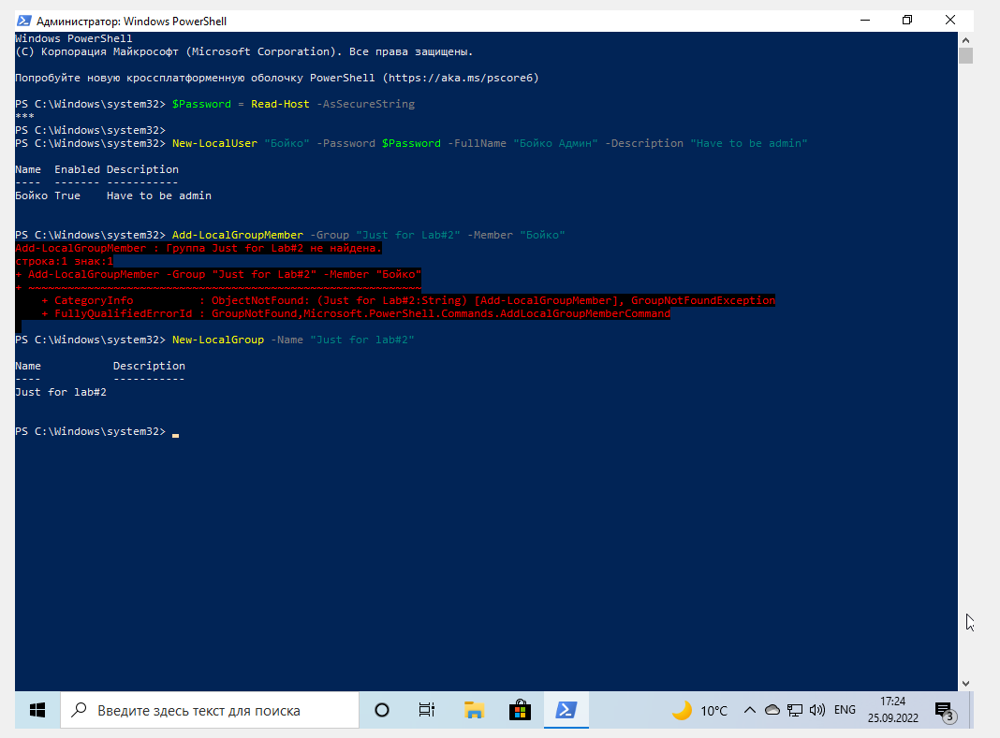 Администратор: Windows PowerShell
Windows PowerShell
(C) Корпорация Майкрософт (Microsoft Corporation). Все права защищены.
Попробуйте новую кроссплатформенную оболочку PowerShell (https://aka.ms/pscore6)
PS C:\Windows\system32> $Password = Read-Host -AsSecureString
***
PS C:\Windows\system32>
PS C:\Windows\system32> New-LocalUser "Бойко" -Password $Password -FullName "Бойко Админ" -Description "Have to be admin"
Name  Enabled Description
----  ------- -----------
Бойко True    Have to be admin
PS C:\Windows\system32> Add-LocalGroupMember -Group "Just for Lab#2" -Member "Бойко"
Add-LocalGroupMember : Группа Just for Lab#2 не найдена.
строка:1 знак:1
+ Add-LocalGroupMember -Group "Just for Lab#2" -Member "Бойко"
+ ~~~~~~~~~~~~~~~~~~~~~~~~~~~~~~~~~~~~~~~~~~~~~~~~~~~~~~~~~~~~
    + CategoryInfo          : ObjectNotFound: (Just for Lab#2:String) [Add-LocalGroupMember], GroupNotFoundException
    + FullyQualifiedErrorId : GroupNotFound,Microsoft.PowerShell.Commands.AddLocalGroupMemberCommand
PS C:\Windows\system32> New-LocalGroup -Name "Just for lab#2"
Name           Description
----           -----------
Just for lab#2
PS C:\Windows\system32>
Введите здесь текст для поиска
10°C
ENG
17:24
25.09.2022
3